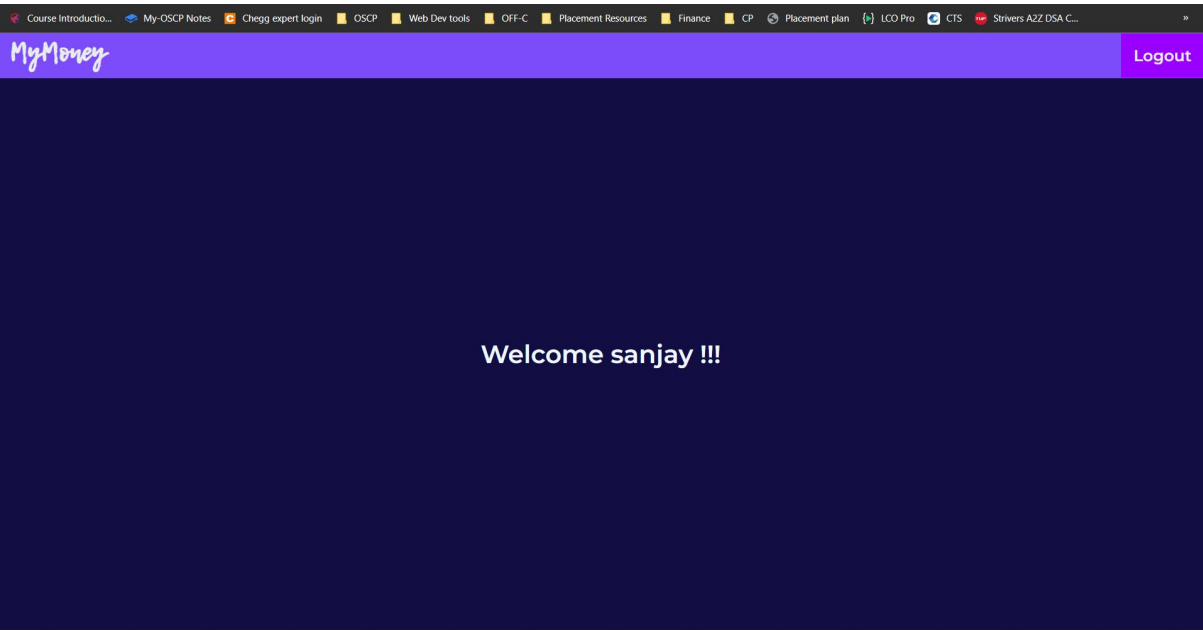 Course Introductio... My-OSCP Notes Chegg expert login OSCP Web Dev tools OFF-C Placement Resources Finance CP Placement plan LCO Pro CTS Strivers A2Z DSA C... »
MyMoney Logout
Welcome sanjay !!!